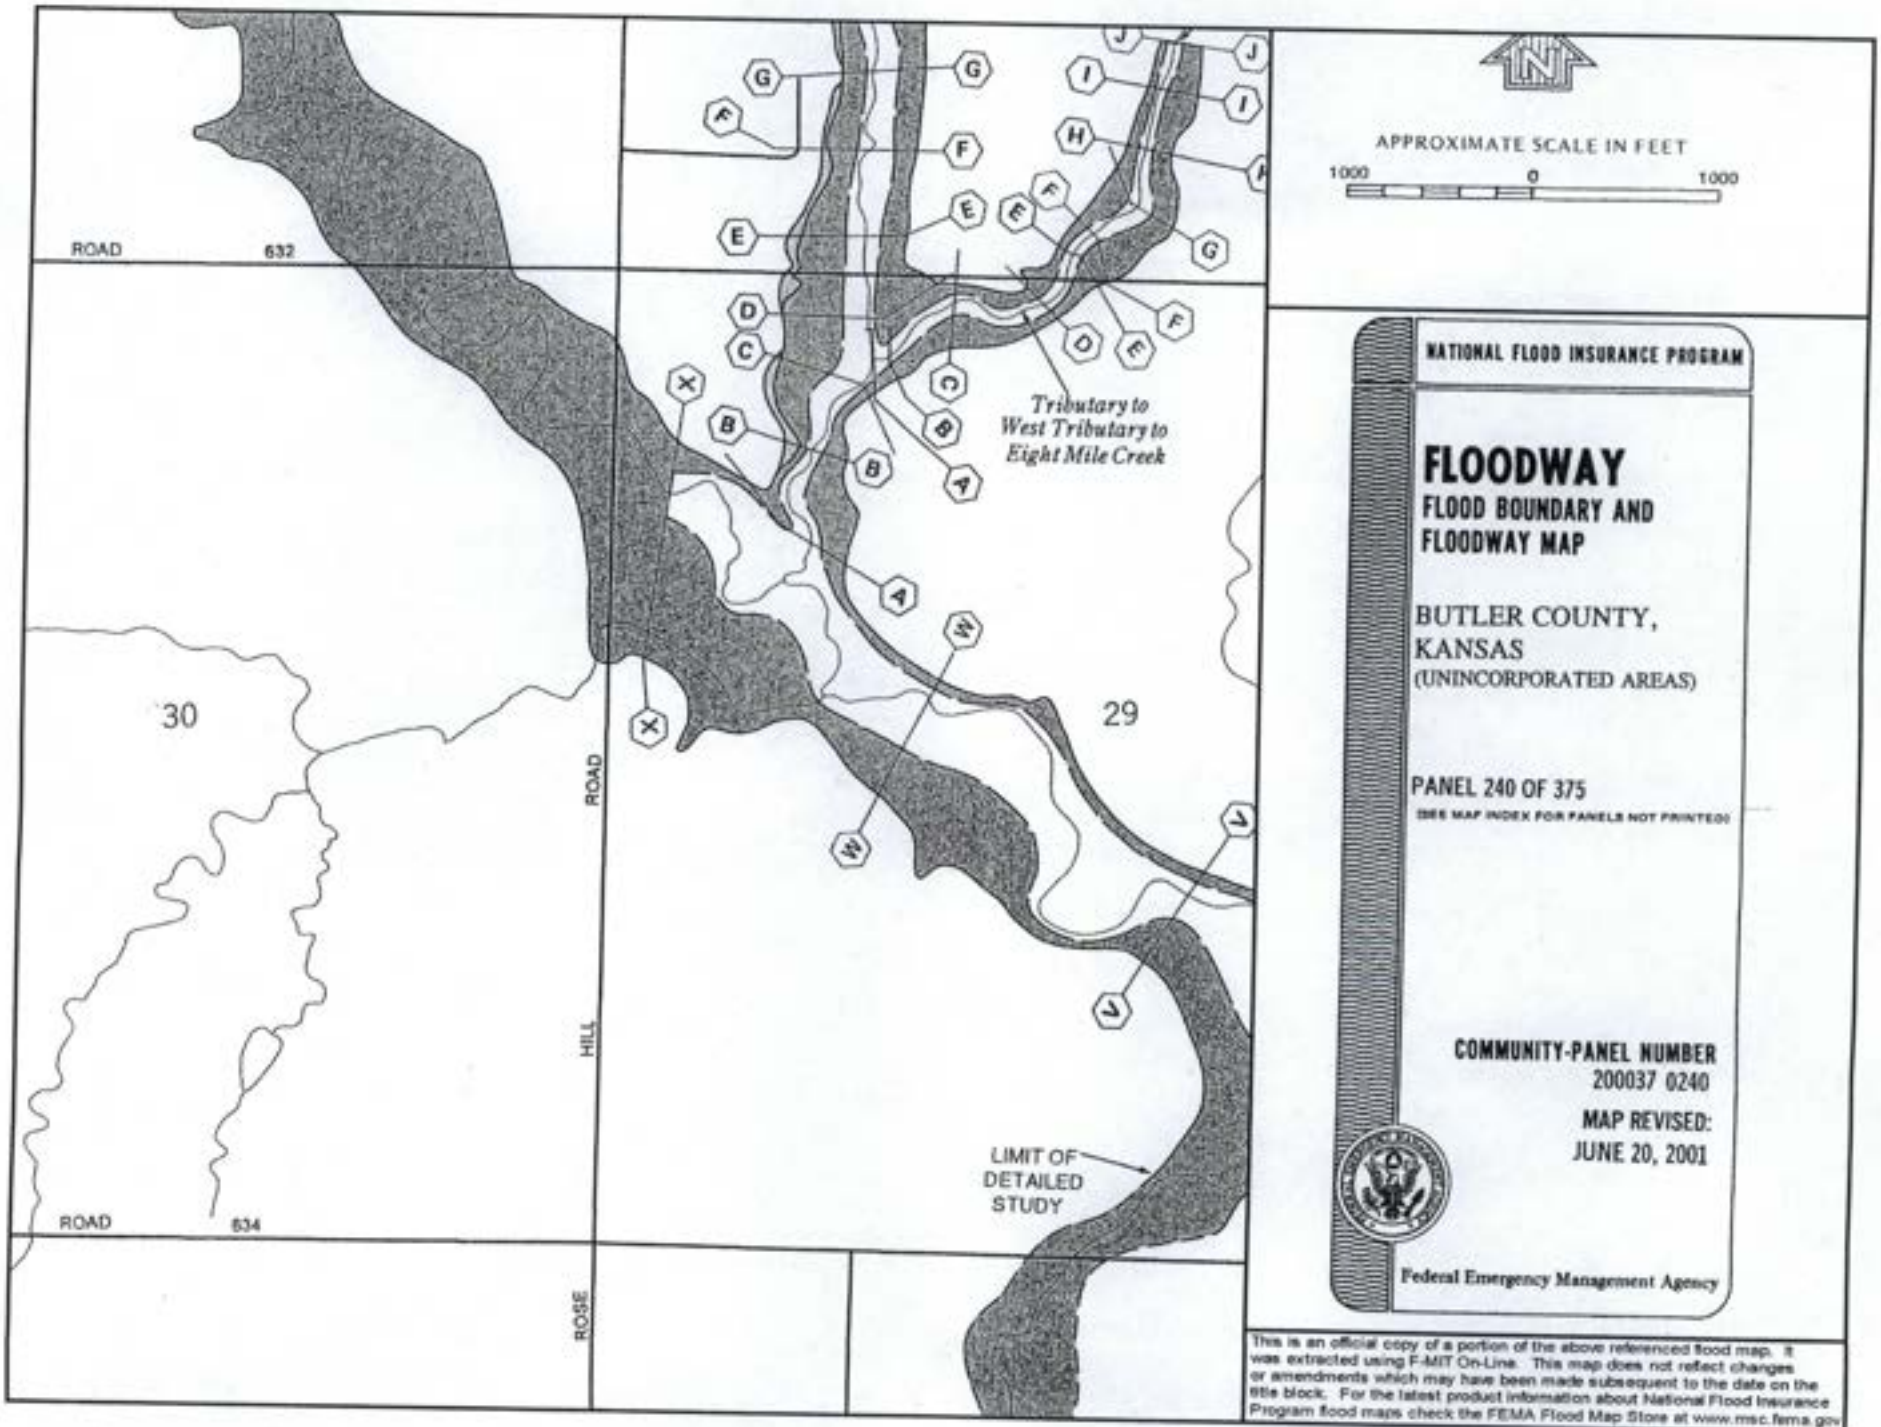 G
G
J
J
I
I
F
F
H
E
E
E
F
G
ROAD
632
D
C
X
B
C
D
E
F
B
B
A
Tributary to
West Tributary to
Eight Mile Creek
A
W
30
29
X
ROAD
W
V
V
HILL
LIMIT OF
DETAILED
STUDY
ROAD
634
ROSE
N
APPROXIMATE SCALE IN FEET
1000 0 1000
NATIONAL FLOOD INSURANCE PROGRAM
FLOODWAY
FLOOD BOUNDARY AND
FLOODWAY MAP
BUTLER COUNTY,
KANSAS
(UNINCORPORATED AREAS)
PANEL 240 OF 375
(SEE MAP INDEX FOR PANELS NOT PRINTED)
COMMUNITY-PANEL NUMBER
200037 0240
MAP REVISED:
JUNE 20, 2001
Federal Emergency Management Agency
This is an official copy of a portion of the above referenced flood map. It
was extracted using F-MIT On-Line. This map does not reflect changes
or amendments which may have been made subsequent to the date on the
title block. For the latest product information about National Flood Insurance
Program flood maps check the FEMA Flood Map Store at www.msc.fema.gov